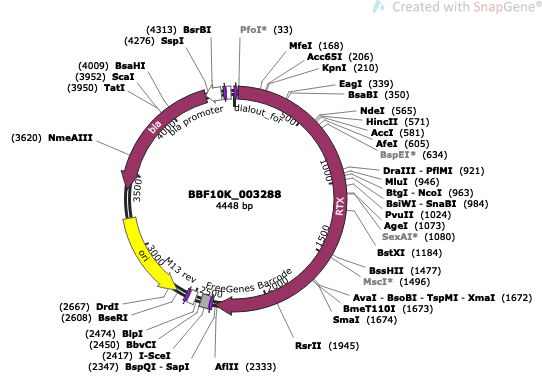 Created with SnapGene®
(4313) BsrBI
(4276) SspI
(4009) BsaHI
(3952) ScaI
(3950) TatI
(3620) NmeAIII
PfoI* (33)
MfeI (168)
Acc65I (206)
KpnI (210)
EagI (339)
BsaBI (350)
NdeI (565)
HincII (571)
AccI (581)
AfeI (605)
BspEI* (634)
DraIII - PflMI (921)
MluI (946)
BtgI - NcoI (963)
BsiWI - SnaBI (984)
PvuII (1024)
AgeI (1073)
SexAI* (1080)
BstXI (1184)
BssHII (1477)
MscI* (1496)
AvaI - BsoBI - TspMI - XmaI (1672)
BmeT110I (1673)
SmaI (1674)
RsrII (1945)
AflII (2333)
(2347) BspQI - SapI
(2417) I-SceI
(2450) BbvCI
(2474) BlpI
(2608) BseRI
(2667) DrdI
BBF10K_003288
4448 bp
bla
bla promoter
dialout_for
RTX
FreeGenes Barcode
M13 rev
ori
500
1000
1500
2000
2500
3000
3500
4000